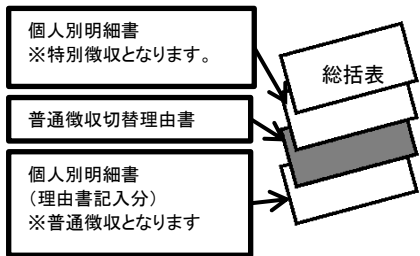 個人別明細書
※特別徴収となります。
総括表
普通徴収切替理由書
個人別明細書
（理由書記入分）
※普通徴収となります